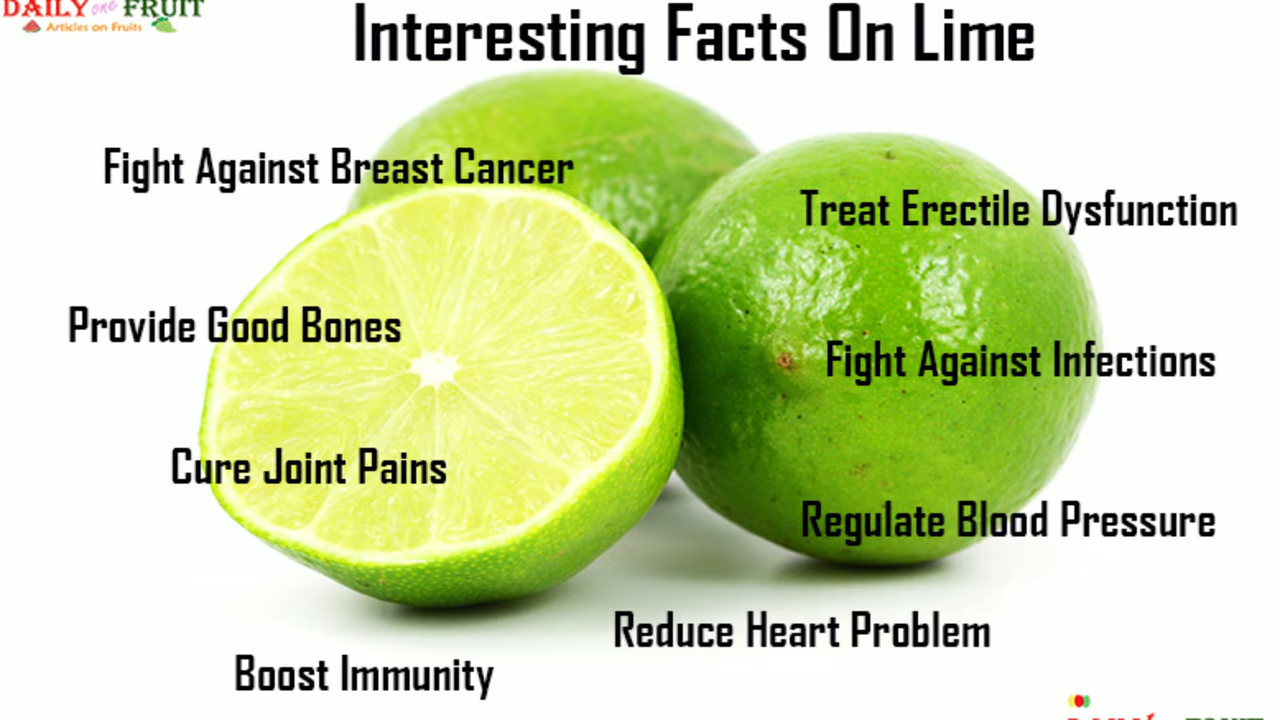 DAILY one FRUIT
Articles on Fruits
Interesting Facts On Lime
Fight Against Breast Cancer
Treat Erectile Dysfunction
Provide Good Bones
Fight Against Infections
Cure Joint Pains
Regulate Blood Pressure
Reduce Heart Problem
Boost Immunity